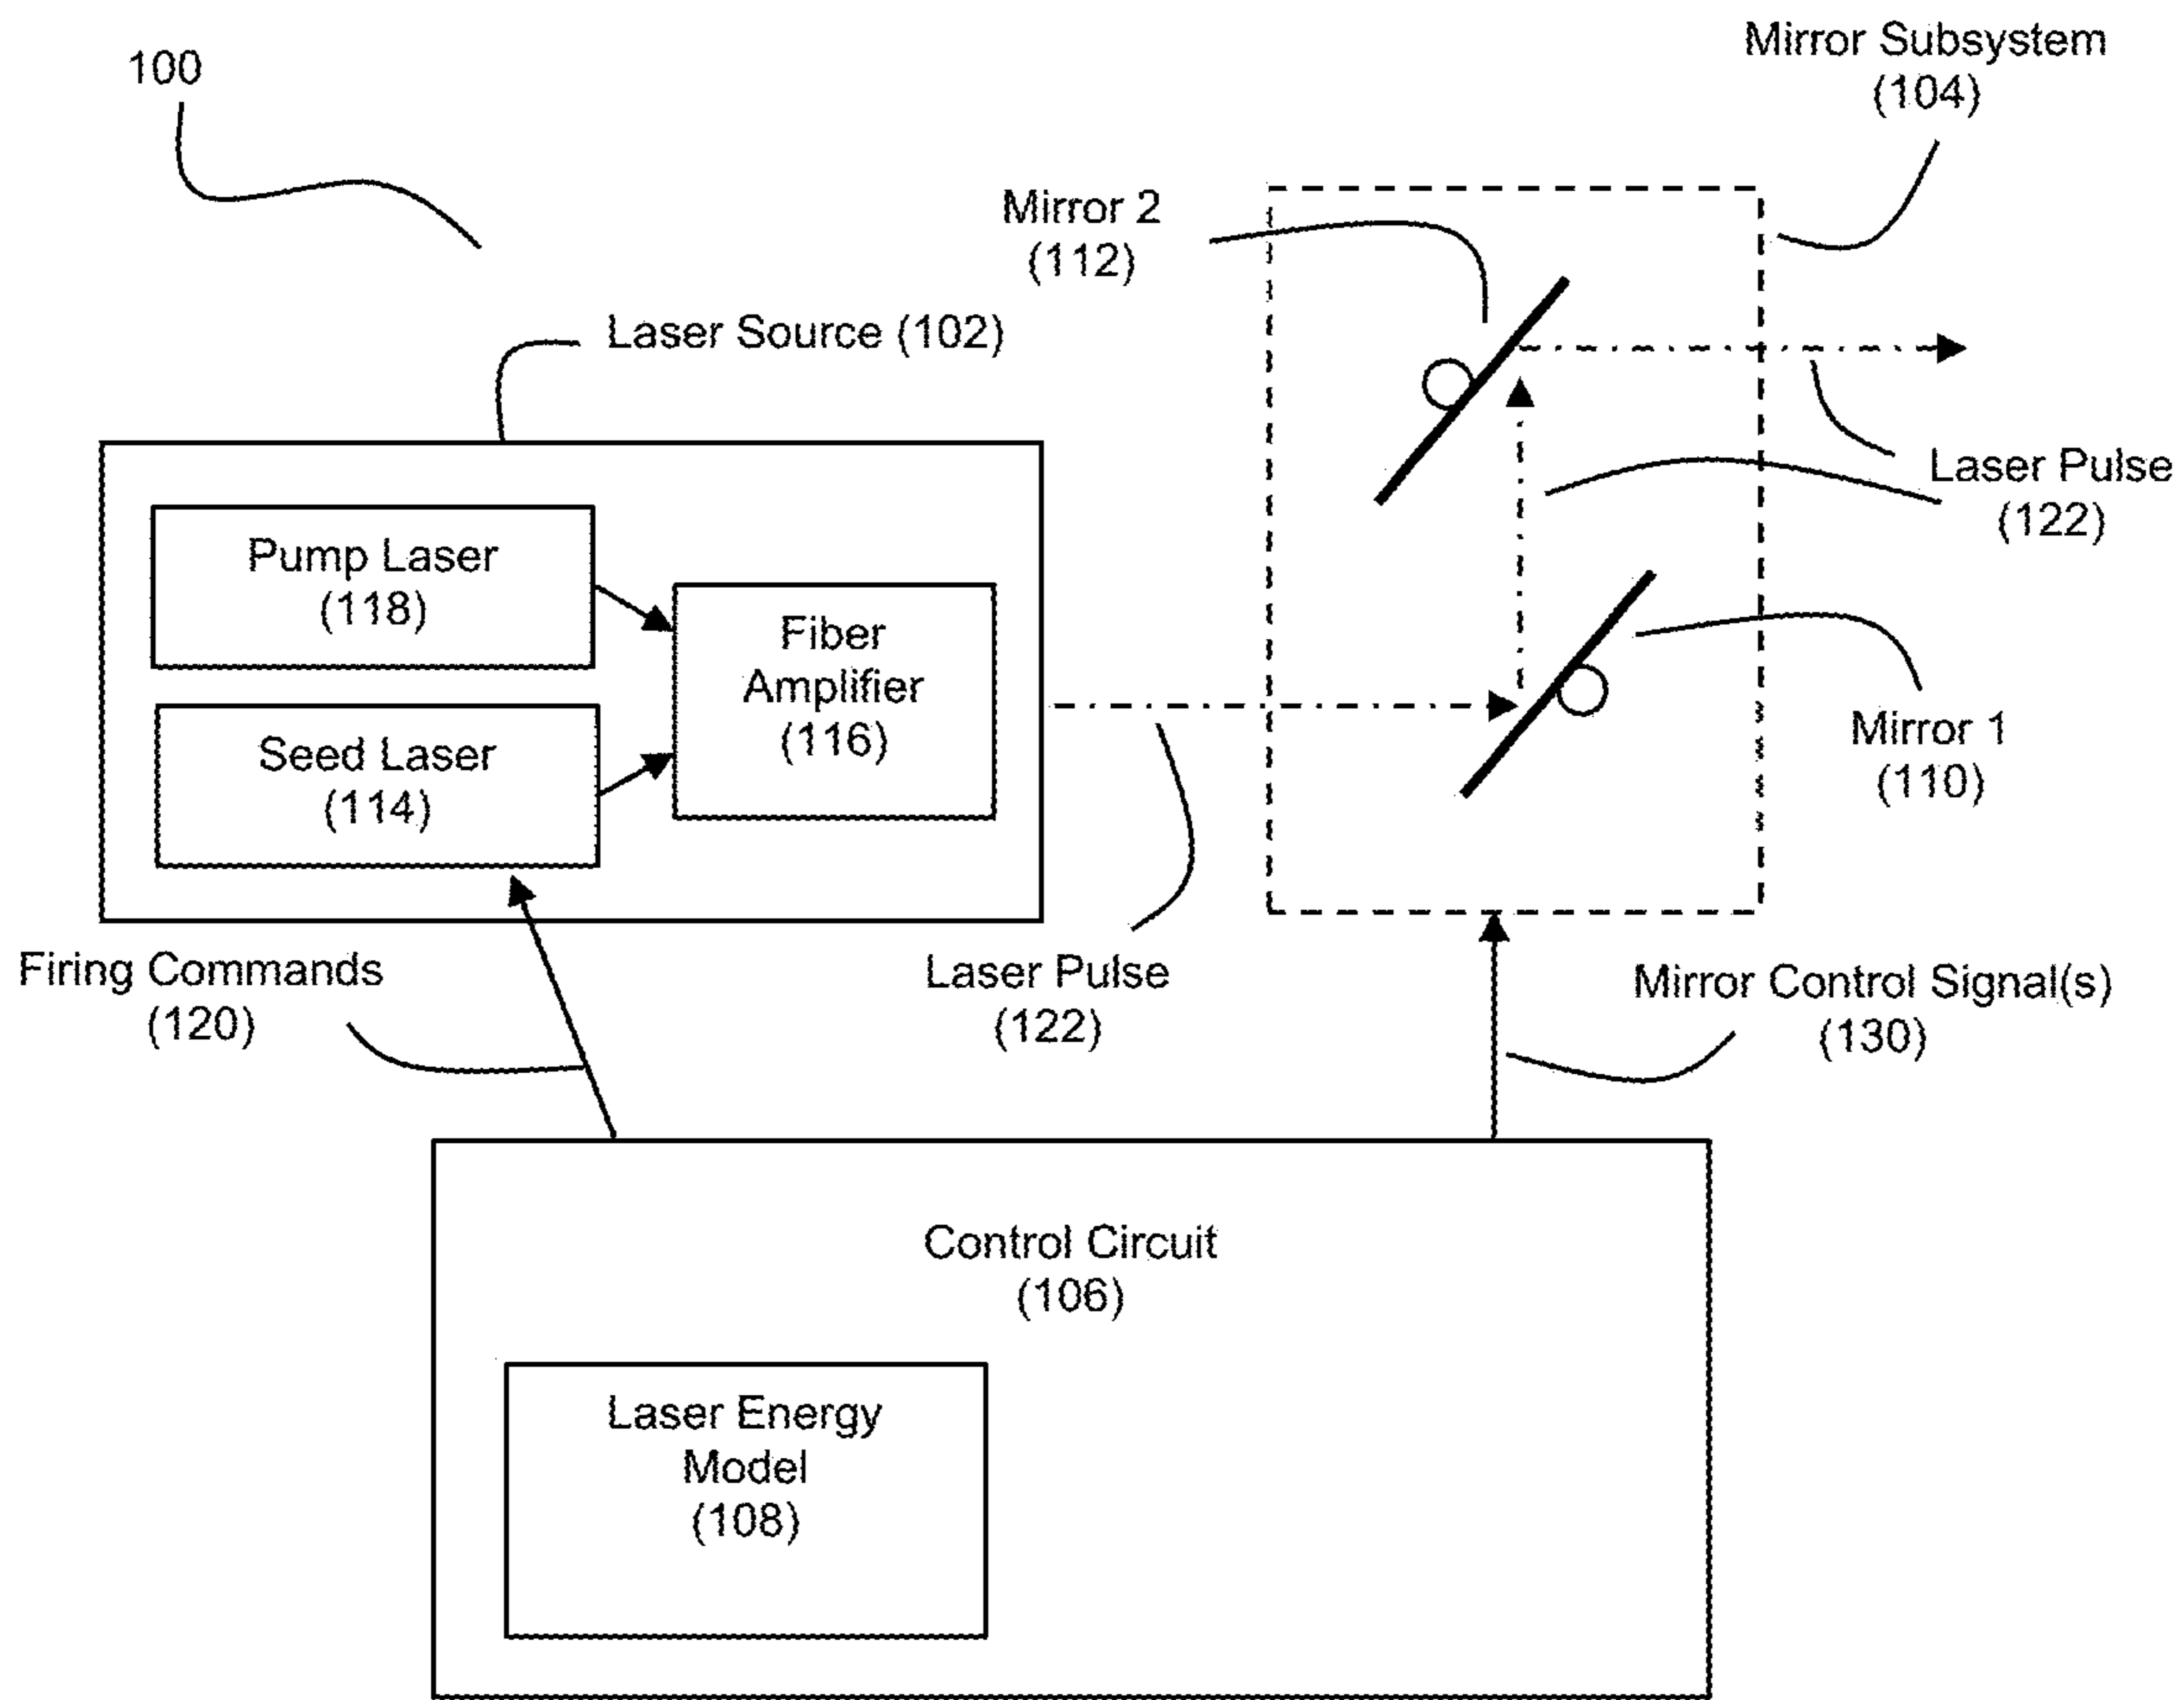 100
Mirror Subsystem
(104)
Mirror 2
(112)
Laser Source (102)
Laser Pulse
(122)
Pump Laser
(118)
Fiber
Amplifier
(116)
Seed Laser
(114)
Mirror 1
(110)
Firing Commands
(120)
Laser Pulse
(122)
Mirror Control Signal(s)
(130)
Control Circuit
(106)
Laser Energy
Model
(108)